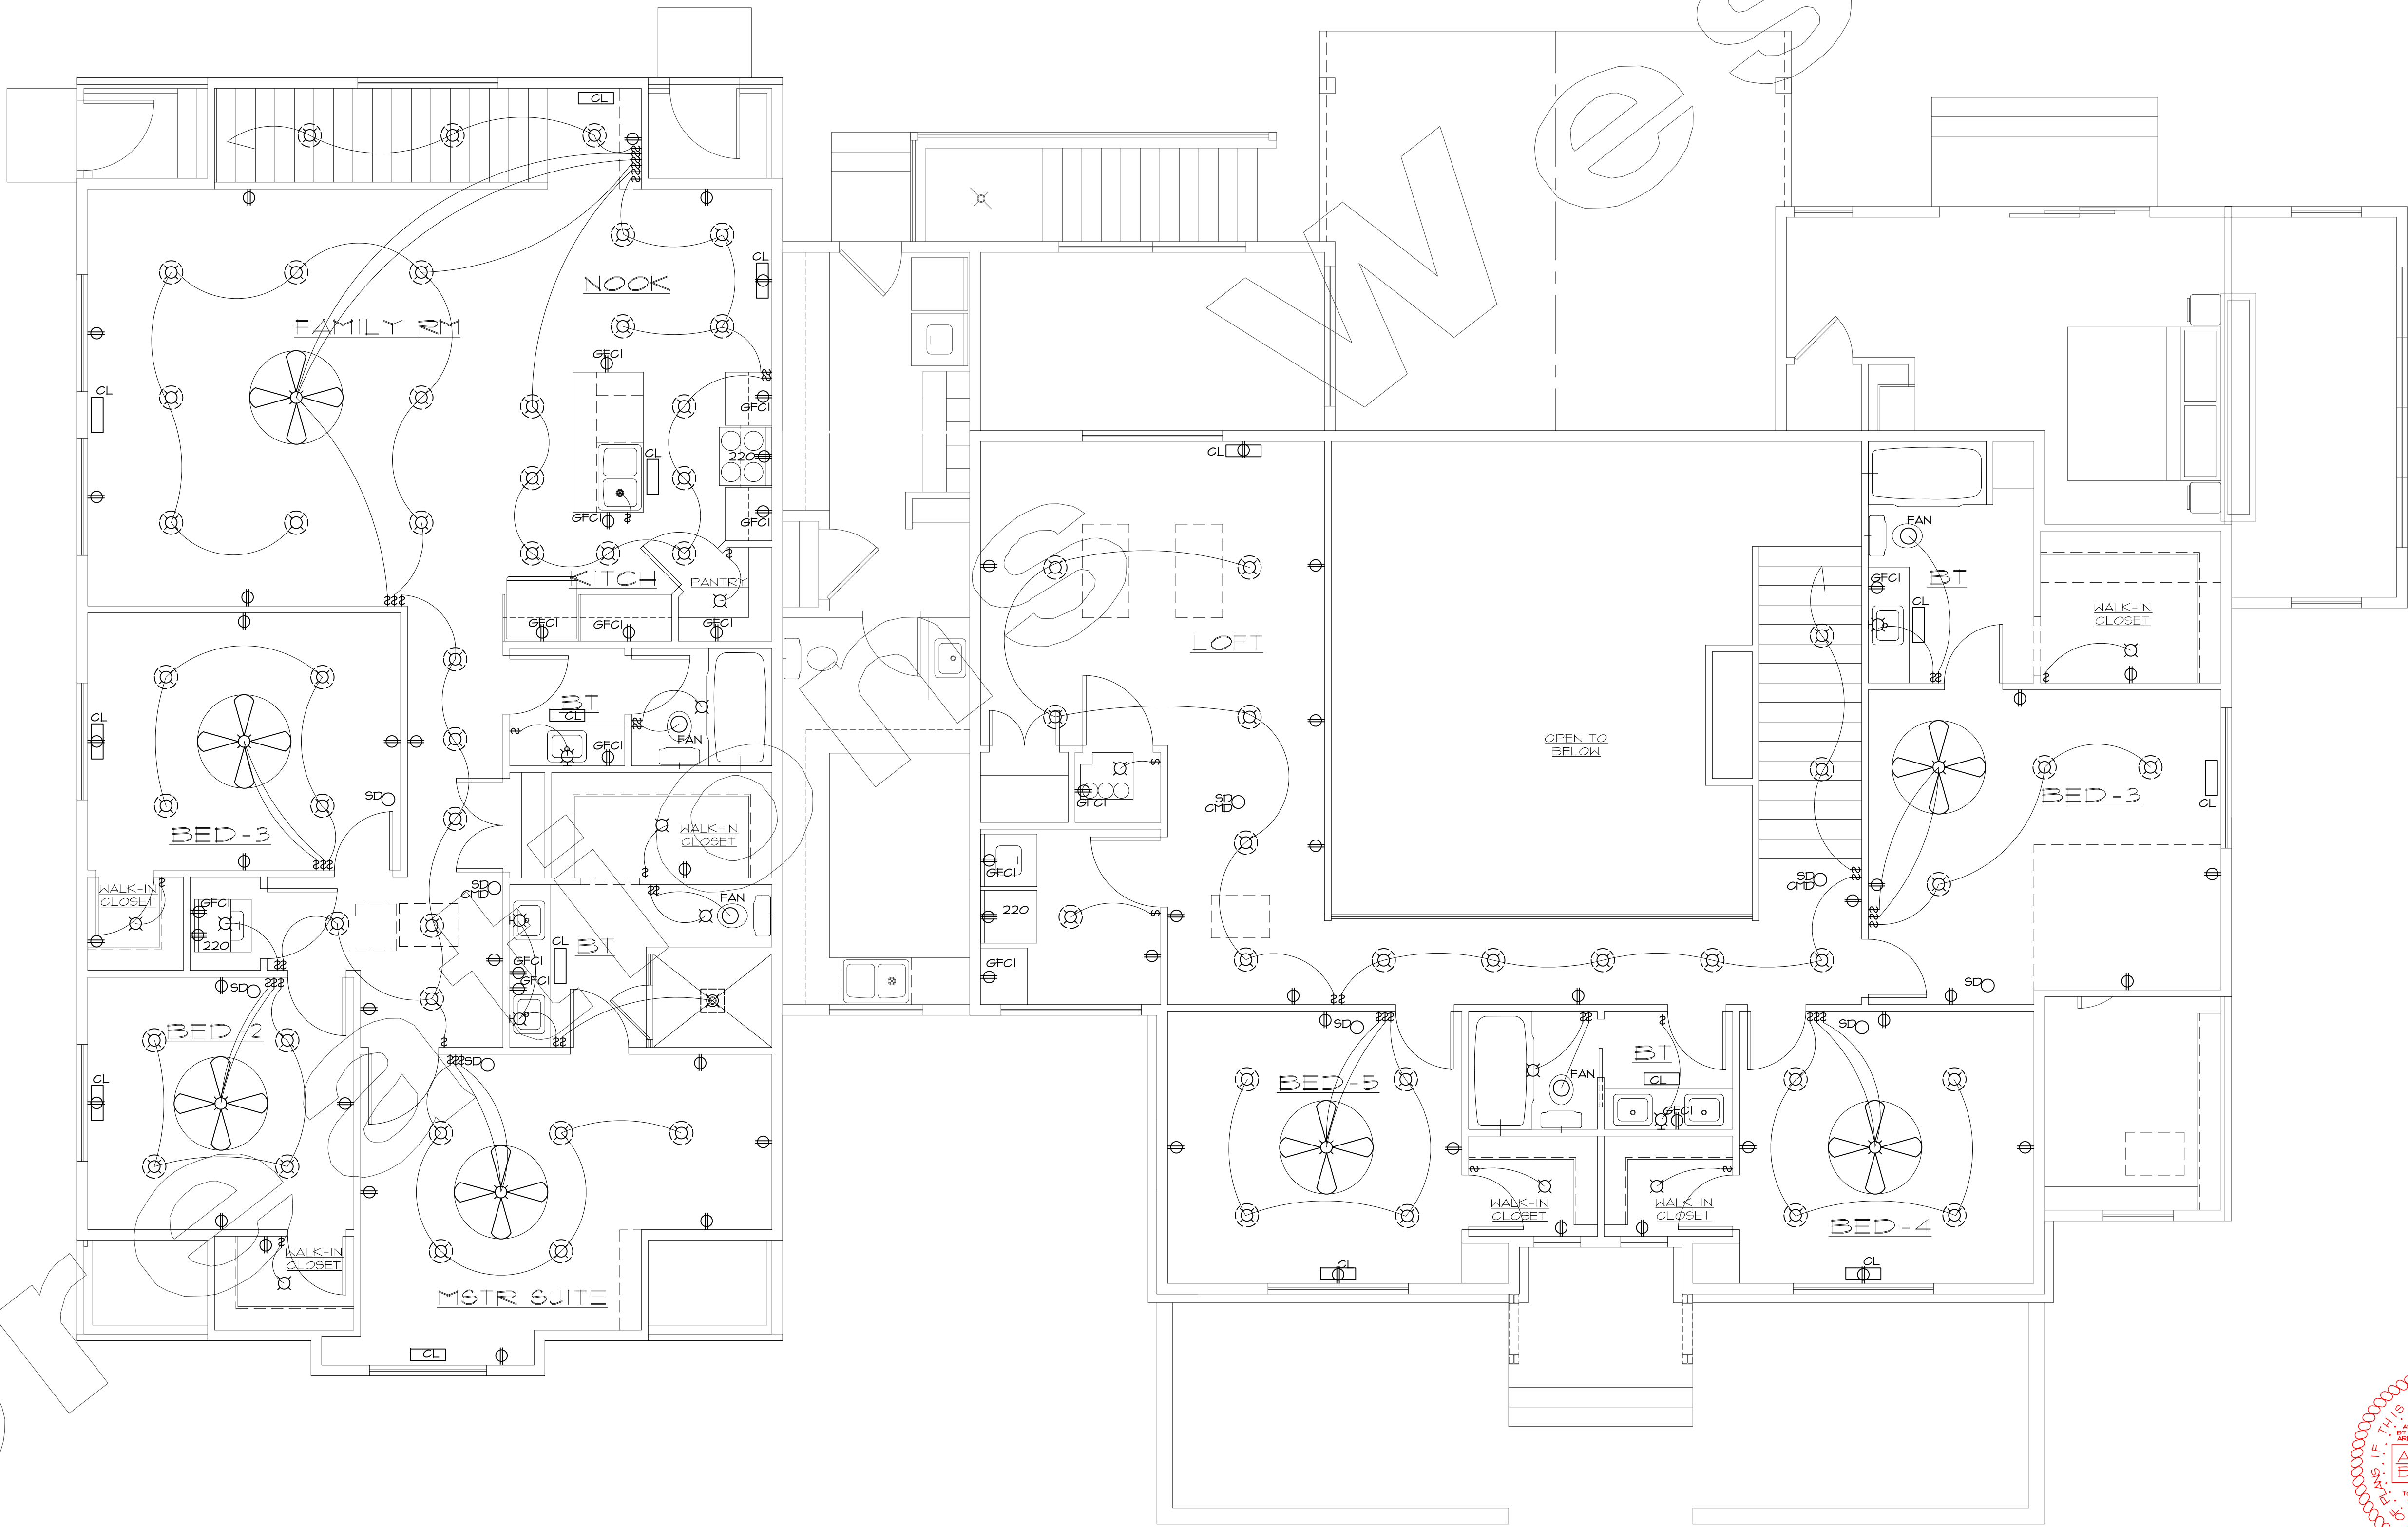 CL
NOOK
CL
FAMILY RM
GFCI
CL
GFCI
CL
220
GFCI
GFCI
KITCH
PANTRY
GFCI
GFCI
GFCI
BT
CL
GFCI
FAN
CL
SD
BED-3
WALK-IN
CLOSET
WALK-IN
CLOSET
GFCI
220
SD
CMD
FAN
CL
BT
GFCI
GFCI
SD
BED-2
CL
SD
WALK-IN
CLOSET
MSTR SUITE
CL
CL
LOFT
SD
CMD
GFCI
GFCI
220
GFCI
OPEN TO
BELOW
FAN
GFCI
CL
BT
WALK-IN
CLOSET
BED-3
CL
SD
CMD
SD
SD
BED-5
FAN
BT
CL
GFCI
SD
WALK-IN
CLOSET
WALK-IN
CLOSET
BED-4
CL
CL
PLANS IF THIS